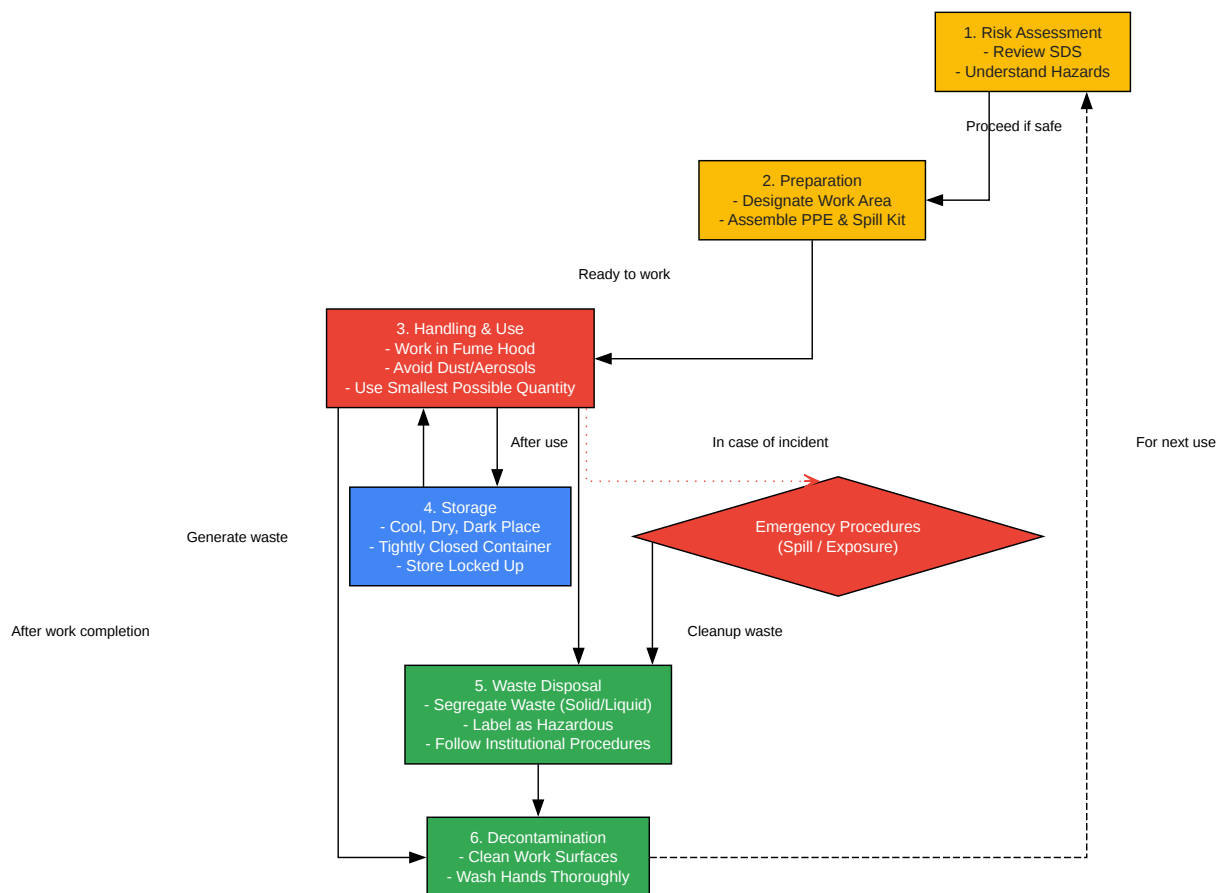 1. Risk Assessment
- Review SDS
- Understand Hazards
Proceed if safe
2. Preparation
- Designate Work Area
- Assemble PPE & Spill Kit
Ready to work
3. Handling & Use
- Work in Fume Hood
- Avoid Dust/Aerosols
- Use Smallest Possible Quantity
After use
In case of incident
For next use
4. Storage
- Cool, Dry, Dark Place
- Tightly Closed Container
- Store Locked Up
Emergency Procedures
(Spill / Exposure)
Generate waste
After work completion
Cleanup waste
5. Waste Disposal
- Segregate Waste (Solid/Liquid)
- Label as Hazardous
- Follow Institutional Procedures
6. Decontamination
- Clean Work Surfaces
- Wash Hands Thoroughly